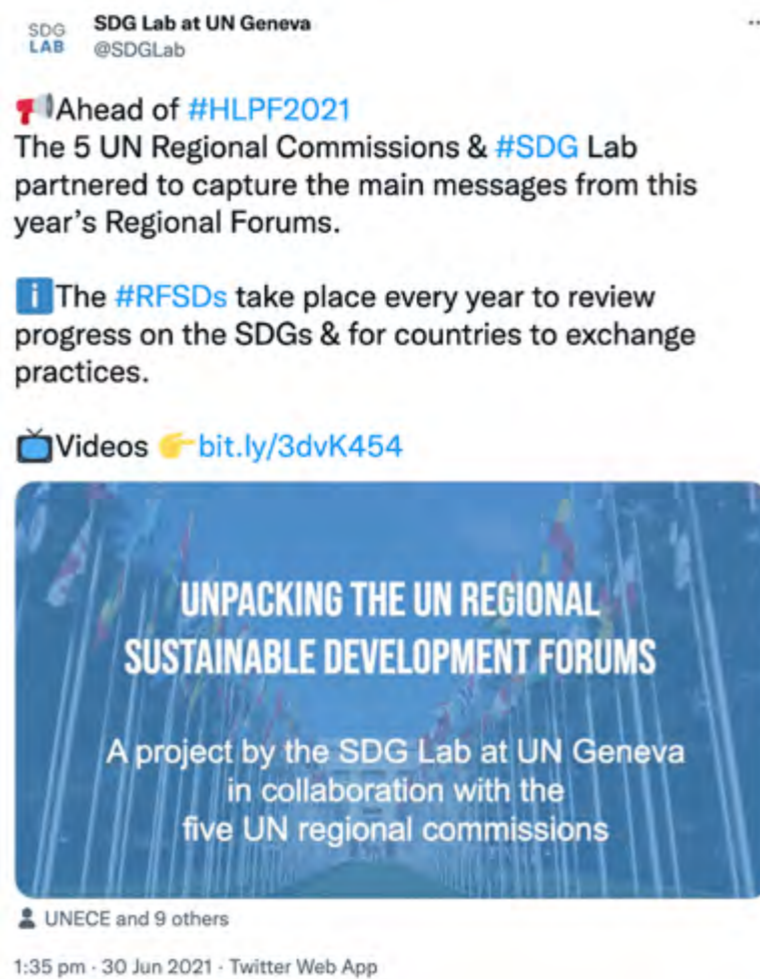 SDG LAB
SDG Lab at UN Geneva
@SDGLab
Ahead of #HLPF2021
The 5 UN Regional Commissions & #SDG Lab
partnered to capture the main messages from this
year’s Regional Forums.
The #RFSDs take place every year to review
progress on the SDGs & for countries to exchange
practices.
Videos bit.ly/3dvK454
UNPACKING THE UN REGIONAL
SUSTAINABLE DEVELOPMENT FORUMS
A project by the SDG Lab at UN Geneva
in collaboration with the
five UN regional commissions
UNECE and 9 others
1:35 pm · 30 Jun 2021 · Twitter Web App